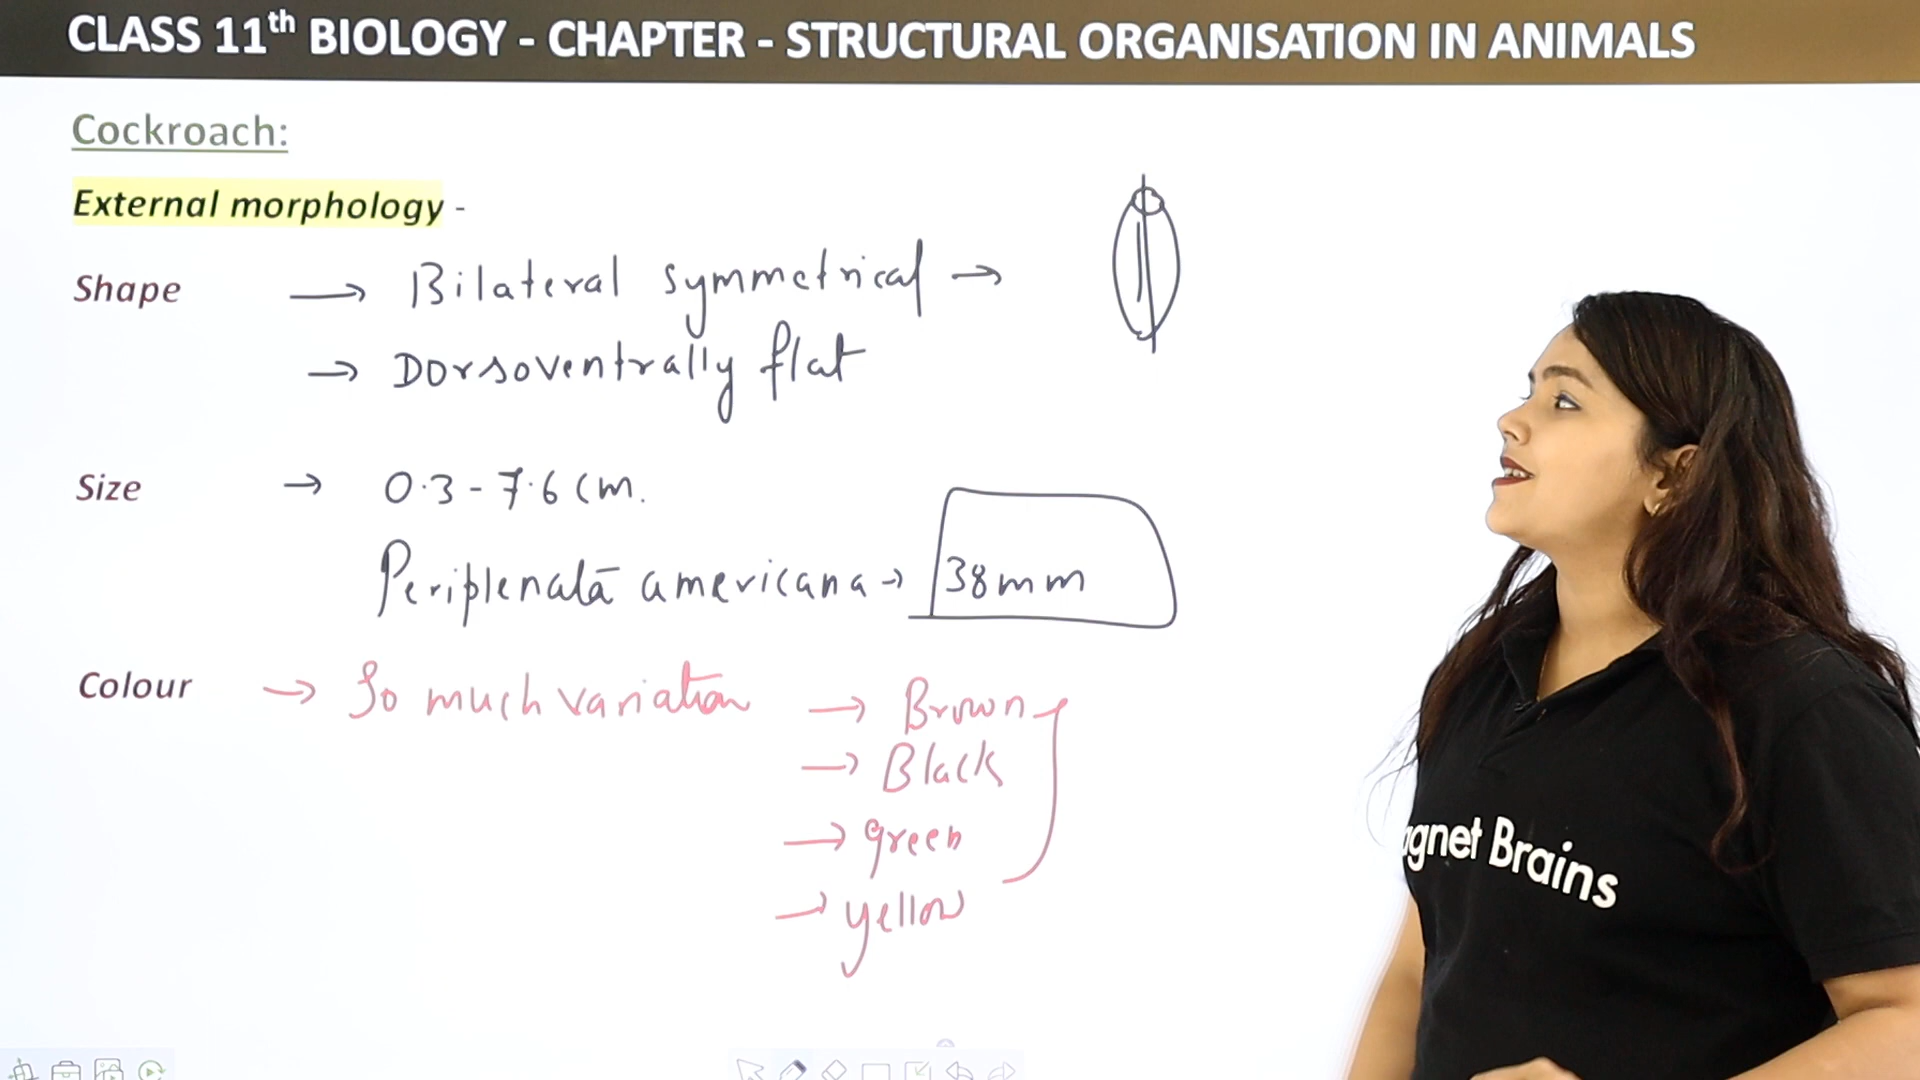 CLASS 11th BIOLOGY - CHAPTER - STRUCTURAL ORGANISATION IN ANIMALS
Cockroach:
External morphology -
Shape → Bilateral symmetrical →
→ Dorsoventrally flat
Size → 0.3 - 7.6 cm.
Periplenata americana → 38mm
Colour → So much variation → Brown
→ Black
→ green
→ yellow
agnet Brains